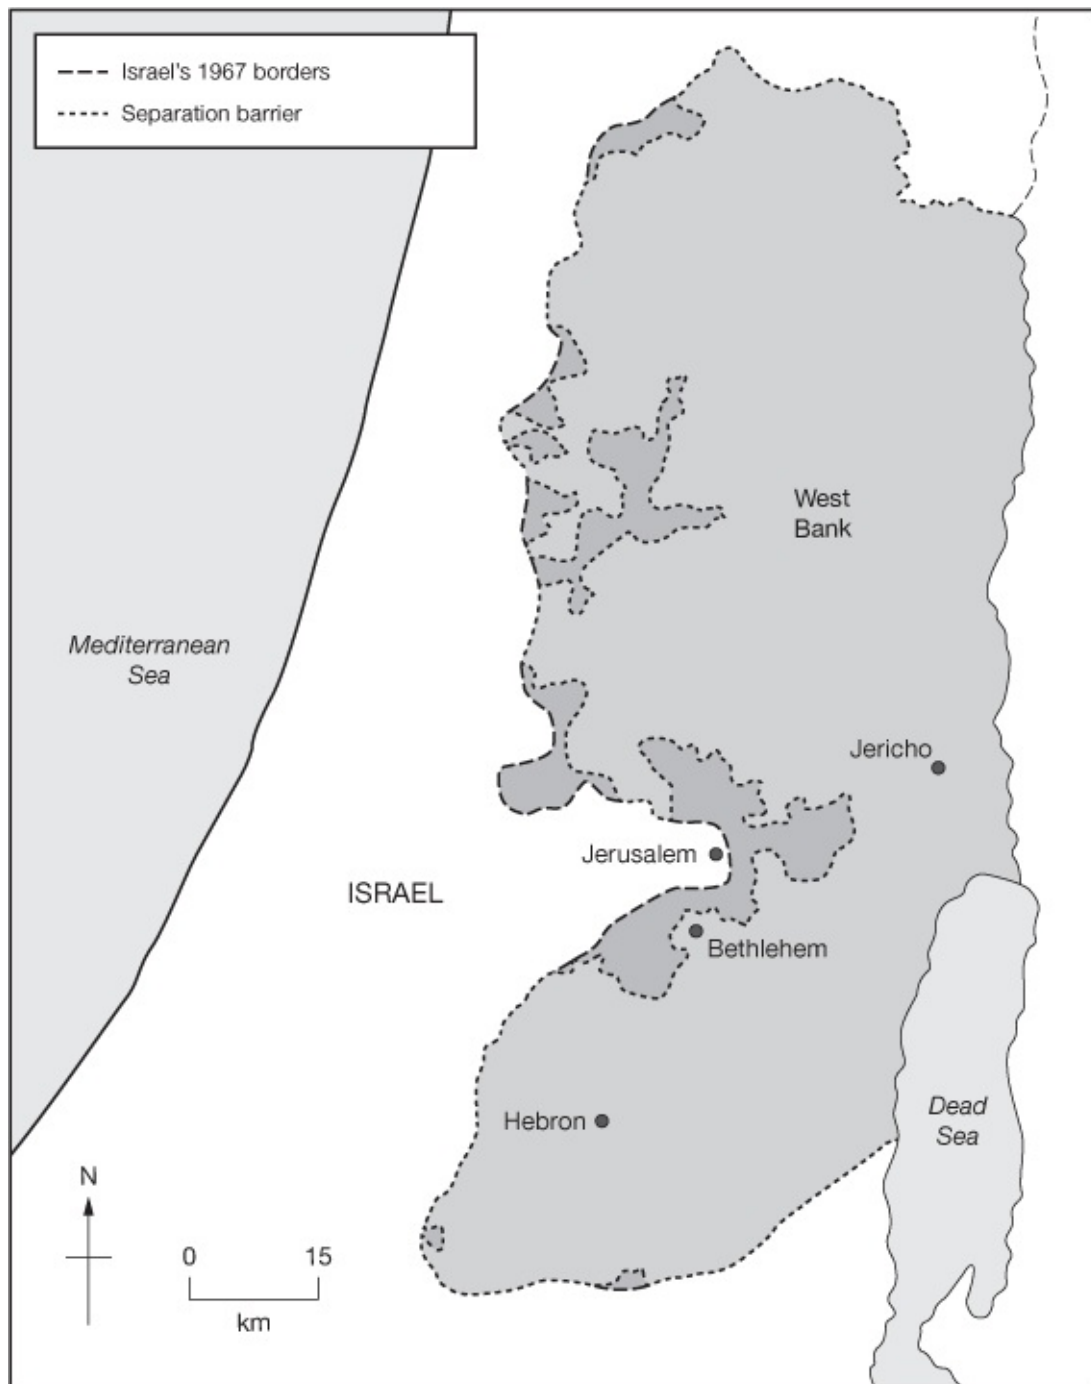 Israel's 1967 borders
Separation barrier
West
Bank
Mediterranean
Sea
Jericho
Jerusalem
ISRAEL
Bethlehem
Hebron
Dead
Sea
N
0 15
km